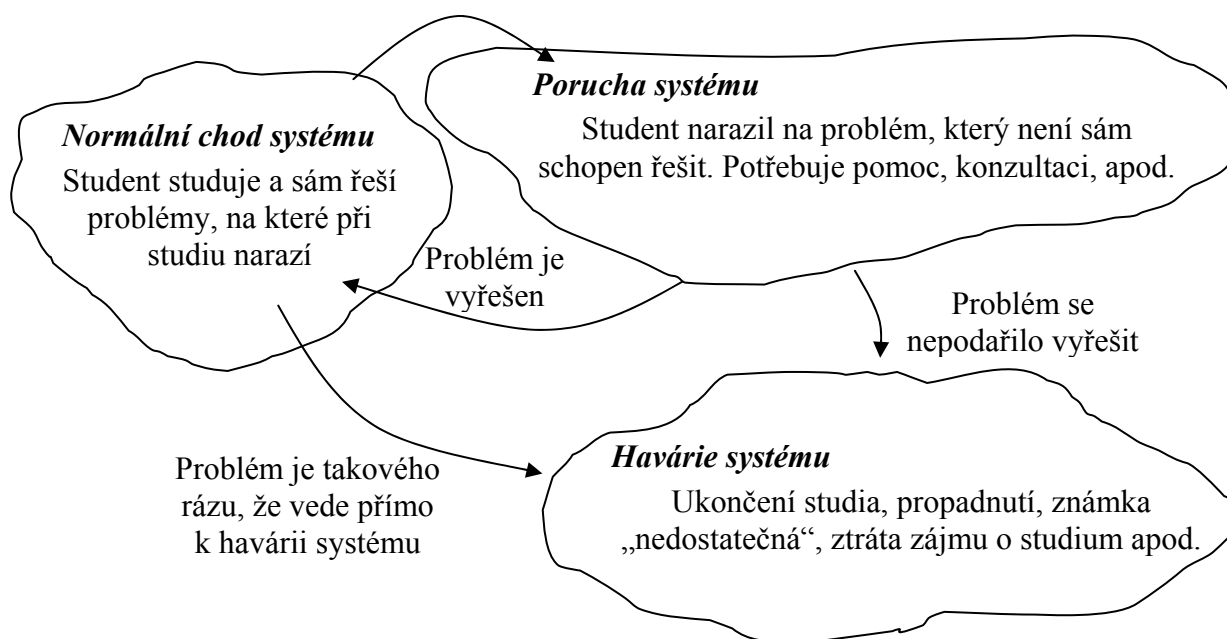 Porucha systému
Student narazil na problém, který není sám
schopen řešit. Potřebuje pomoc, konzultaci, apod.
Normální chod systému
Student studuje a sám řeší
problémy, na které při
studiu narazí
Problém je
vyřešen
Problém se
nepodařilo vyřešit
Havárie systému
Ukončení studia, propadnutí, známka
„nedostatečná“, ztráta zájmu o studium apod.
Problém je takového
rázu, že vede přímo
k havárii systému